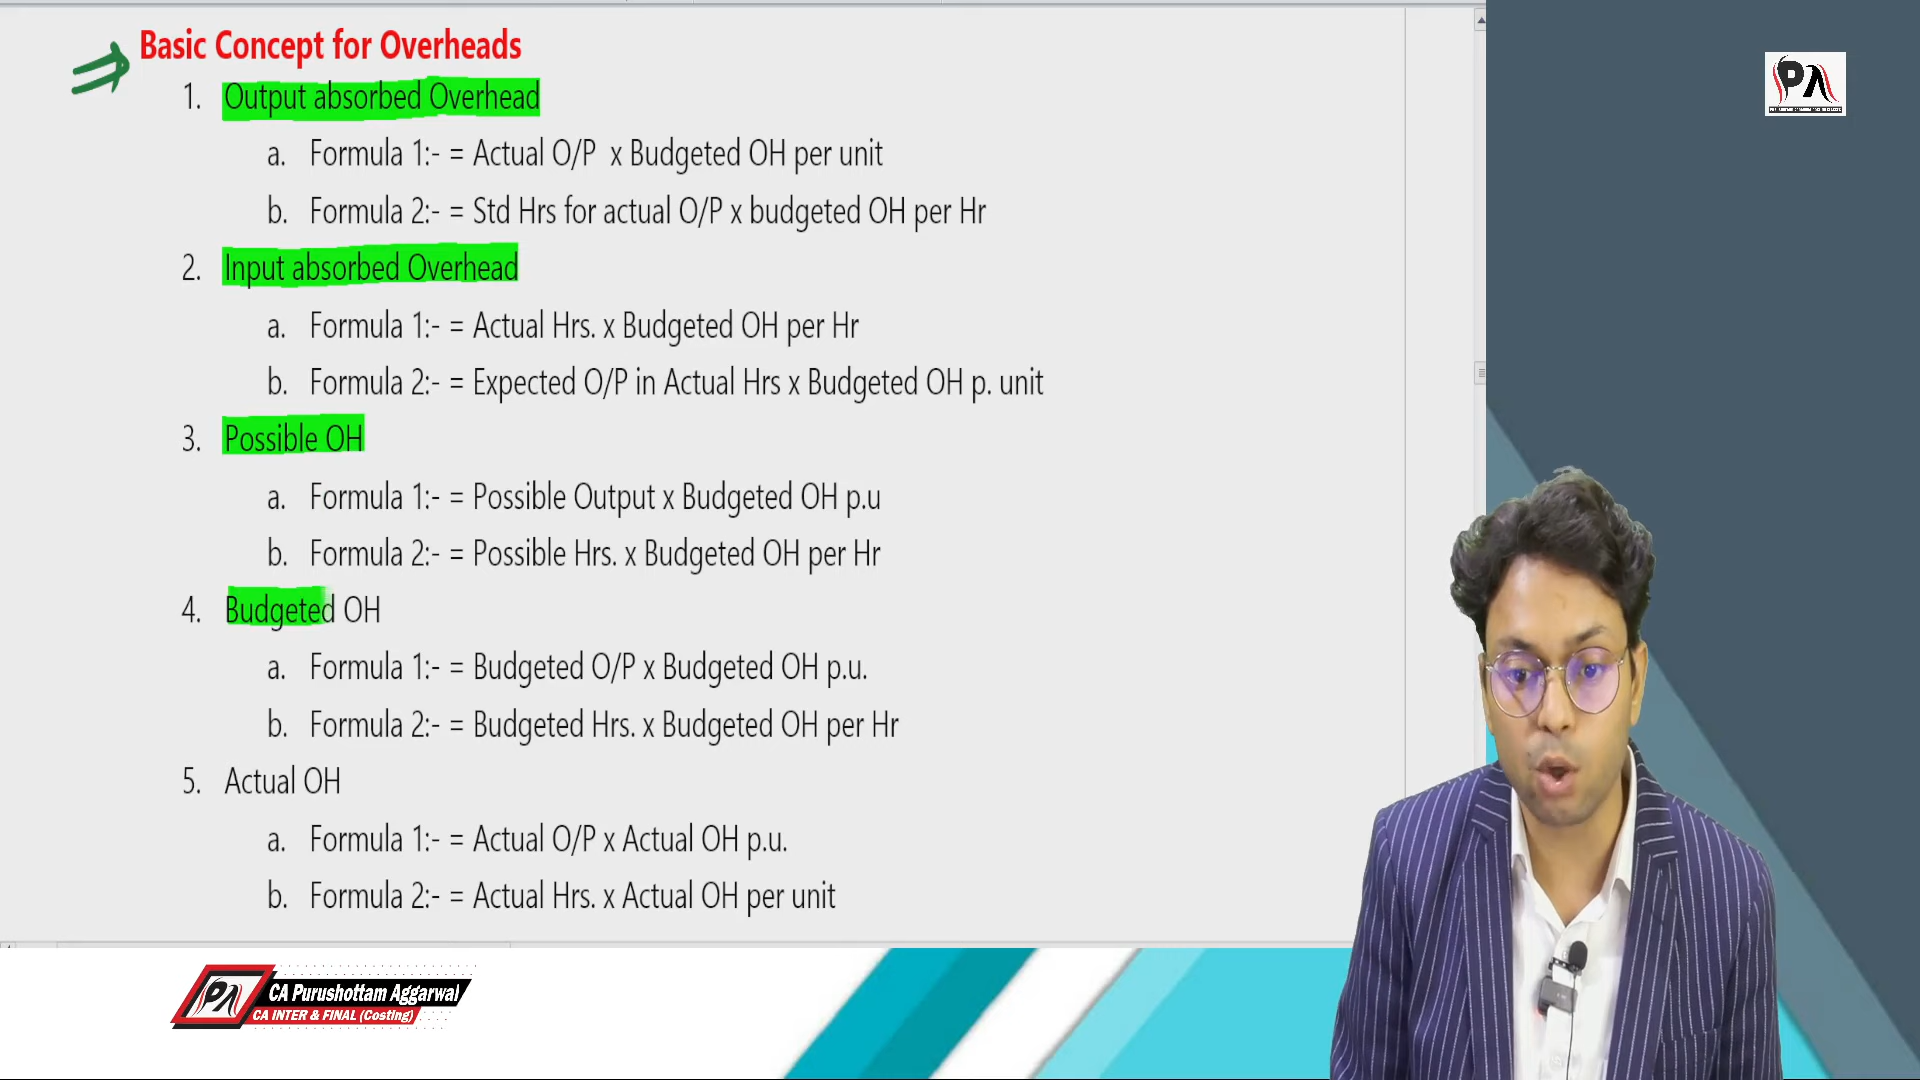 Basic Concept for Overheads
1. Output absorbed Overhead
a. Formula 1:- = Actual O/P x Budgeted OH per unit
b. Formula 2:- = Std Hrs for actual O/P x budgeted OH per Hr
2. Input absorbed Overhead
a. Formula 1:- = Actual Hrs. x Budgeted OH per Hr
b. Formula 2:- = Expected O/P in Actual Hrs x Budgeted OH p. unit
3. Possible OH
a. Formula 1:- = Possible Output x Budgeted OH p.u
b. Formula 2:- = Possible Hrs. x Budgeted OH per Hr
4. Budgeted OH
a. Formula 1:- = Budgeted O/P x Budgeted OH p.u.
b. Formula 2:- = Budgeted Hrs. x Budgeted OH per Hr
5. Actual OH
a. Formula 1:- = Actual O/P x Actual OH p.u.
b. Formula 2:- = Actual Hrs. x Actual OH per unit
PA
PA CA Purushottam Aggarwal
CA INTER & FINAL (Costing)